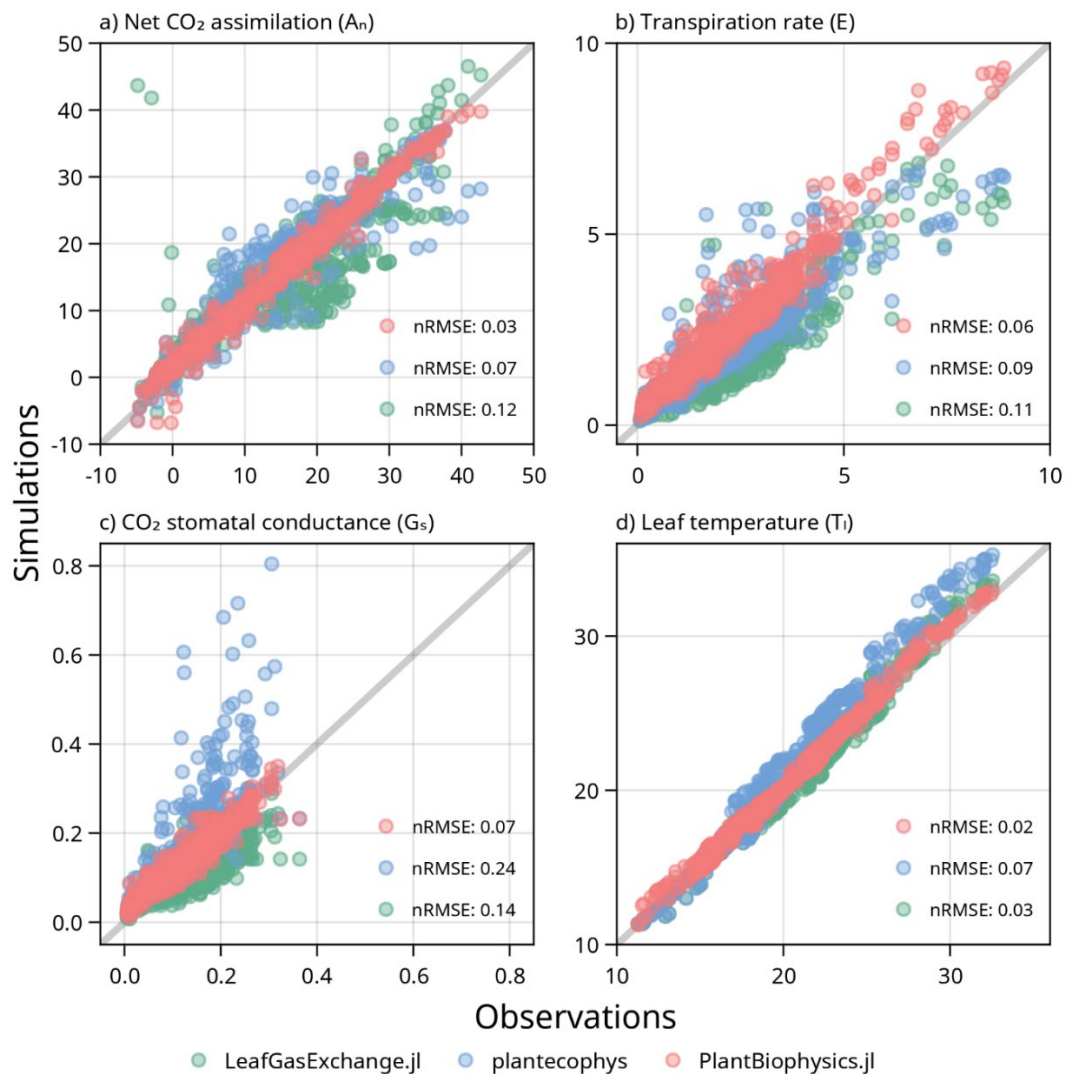 a) Net CO₂ assimilation (Aₙ)
50
40
30
20
10
0
-10
-10 0 10 20 30 40 50
nRMSE: 0.03
nRMSE: 0.07
nRMSE: 0.12
b) Transpiration rate (E)
10
5
0
0 5 10
nRMSE: 0.06
nRMSE: 0.09
nRMSE: 0.11
Simulations
c) CO₂ stomatal conductance (Gₛ)
0.8
0.6
0.4
0.2
0.0
0.0 0.2 0.4 0.6 0.8
nRMSE: 0.07
nRMSE: 0.24
nRMSE: 0.14
d) Leaf temperature (Tₗ)
30
20
10
10 20 30
nRMSE: 0.02
nRMSE: 0.07
nRMSE: 0.03
Observations
LeafGasExchange.jl plantecophys PlantBiophysics.jl